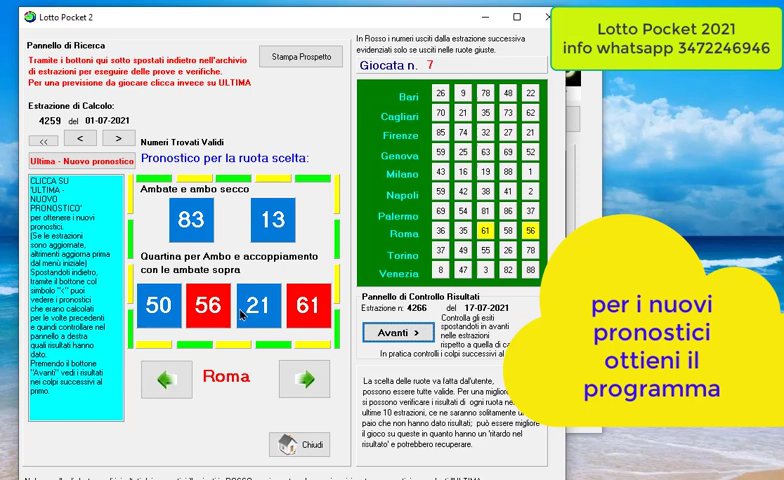 Lotto Pocket 2
Pannello di Ricerca
Tramite i bottoni qui sotto spostati indietro nell'archivio
di estrazioni per eseguire delle prove e verifiche.
Per una previsione da giocare clicca invece su ULTIMA
Stampa Prospetto
Estrazione di Calcolo:
4259 del 01-07-2021
<< < >
Numeri Trovati Validi
Ultima - Nuovo pronostico
Pronostico per la ruota scelta:
CLICCA SU
'ULTIMA -
NUOVO
PRONOSTICO'
per ottenere i nuovi
pronostici.
(Se le estrazioni
sono aggiornate,
altrimenti aggiorna prima
dal menù iniziale)
Spostandoti indietro,
tramite il bottone col
simbolo "<" puoi
vedere i pronostici
che erano calcolati
per le volte precedenti
e quindi controllare nel
pannello a destra
quali risultati hanno
dato.
Premendo il bottone
"Avanti" vedi i risultati
nei colpi successivi al
primo.
Ambate e ambo secco
83 13
Quartina per Ambo e accoppiamento
con le ambate sopra
50 56 21 61
Roma
Chiudi
In Rosso i numeri usciti dalla estrazione successiva
evidenziati solo se usciti nelle ruote giuste.
Giocata n. 7
Bari 26 9 78 48 22
Cagliari 70 21 35 73 62
Firenze 85 74 32 27 21
Genova 59 25 63 69 52
Milano 43 16 19 88 1
Napoli 59 42 38 41 2
Palermo 69 54 81 86 37
Roma 36 35 61 58 56
Torino 37 49 55 26 78
Venezia 8 47 3 82 88
Pannello di Controllo Risultati
Estrazione n: 4266 del 17-07-2021
Avanti >
Controlla gli esiti
spostandoti in avanti
nelle estrazioni
rispetto a quella di
In pratica controlli i colpi successivi al
La scelta delle ruote va fatta dall'utente,
possono essere tutte valide. Per una
si possono verificare i risultati di ogni ruota
ultime 10 estrazioni, ce ne saranno solitamente
paio che non hanno dato risultati; può essere migliore
il gioco su queste in quanto hanno un 'ritardo nel
risultato' e potrebbero recuperare.
Lotto Pocket 2021
info whatsapp 3472246946
per i nuovi
pronostici
ottieni il
programma